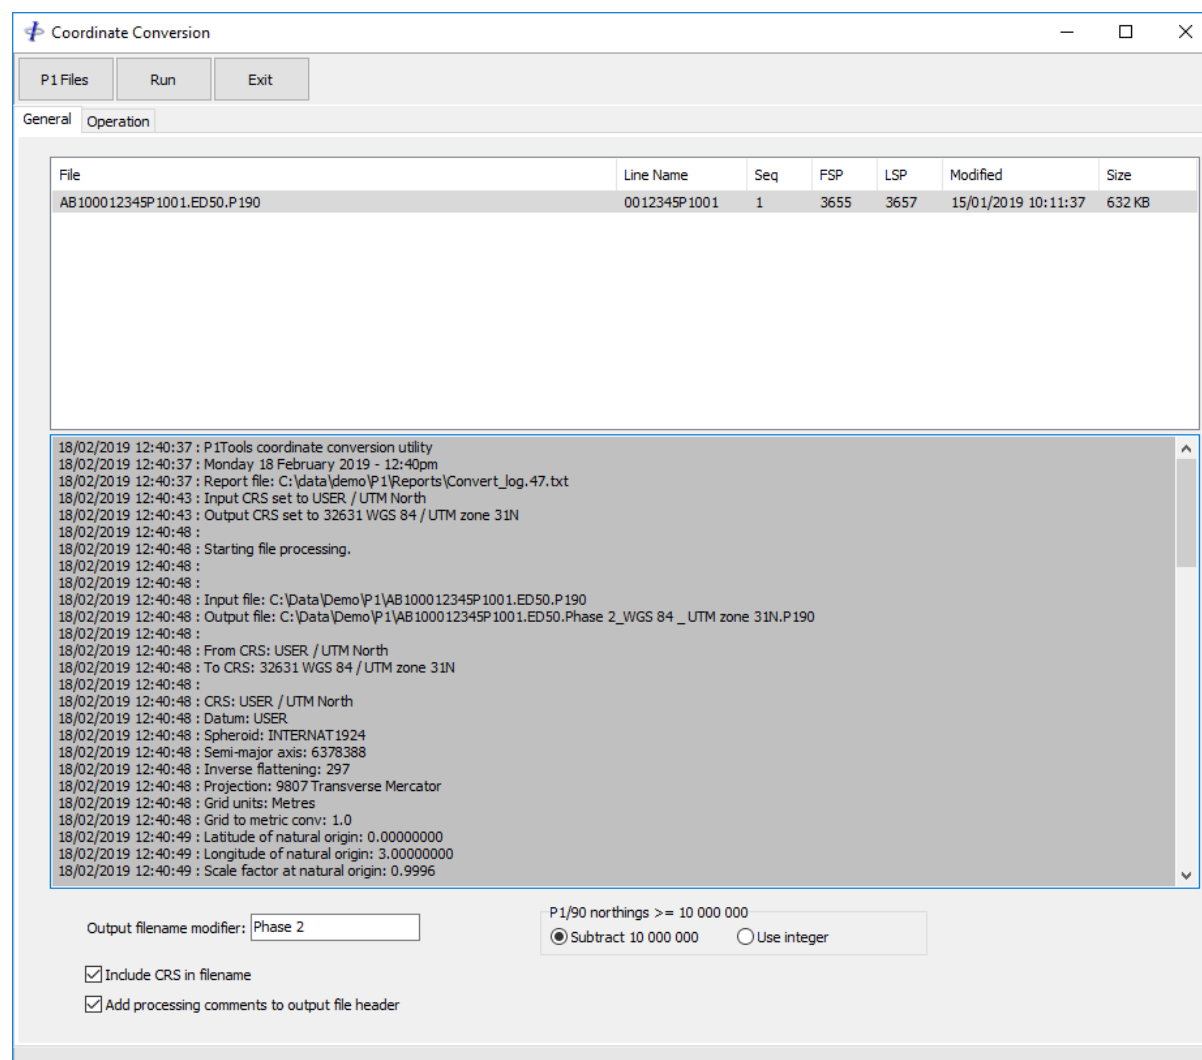 Coordinate Conversion
P1 Files Run Exit
General Operation
File Line Name Seq FSP LSP Modified Size
AB100012345P1001.ED50.P190 0012345P1001 1 3655 3657 15/01/2019 10:11:37 632 KB
18/02/2019 12:40:37 : P1Tools coordinate conversion utility
18/02/2019 12:40:37 : Monday 18 February 2019 - 12:40pm
18/02/2019 12:40:37 : Report file: C:\data\demo\P1\Reports\Convert_log.47.txt
18/02/2019 12:40:43 : Input CRS set to USER / UTM North
18/02/2019 12:40:43 : Output CRS set to 32631 WGS 84 / UTM zone 31N
18/02/2019 12:40:48 :
18/02/2019 12:40:48 : Starting file processing.
18/02/2019 12:40:48 :
18/02/2019 12:40:48 :
18/02/2019 12:40:48 : Input file: C:\Data\Demo\P1\AB100012345P1001.ED50.P190
18/02/2019 12:40:48 : Output file: C:\Data\Demo\P1\AB100012345P1001.ED50.Phase 2_WGS 84 _ UTM zone 31N.P190
18/02/2019 12:40:48 :
18/02/2019 12:40:48 : From CRS: USER / UTM North
18/02/2019 12:40:48 : To CRS: 32631 WGS 84 / UTM zone 31N
18/02/2019 12:40:48 :
18/02/2019 12:40:48 : CRS: USER / UTM North
18/02/2019 12:40:48 : Datum: USER
18/02/2019 12:40:48 : Spheroid: INTERNAT1924
18/02/2019 12:40:48 : Semi-major axis: 6378388
18/02/2019 12:40:48 : Inverse flattening: 297
18/02/2019 12:40:48 : Projection: 9807 Transverse Mercator
18/02/2019 12:40:48 : Grid units: Metres
18/02/2019 12:40:48 : Grid to metric conv: 1.0
18/02/2019 12:40:49 : Latitude of natural origin: 0.00000000
18/02/2019 12:40:49 : Longitude of natural origin: 3.00000000
18/02/2019 12:40:49 : Scale factor at natural origin: 0.9996
P1/90 northings >= 10 000 000
Output filename modifier: Phase 2
Subtract 10 000 000 Use integer
Include CRS in filename
Add processing comments to output file header